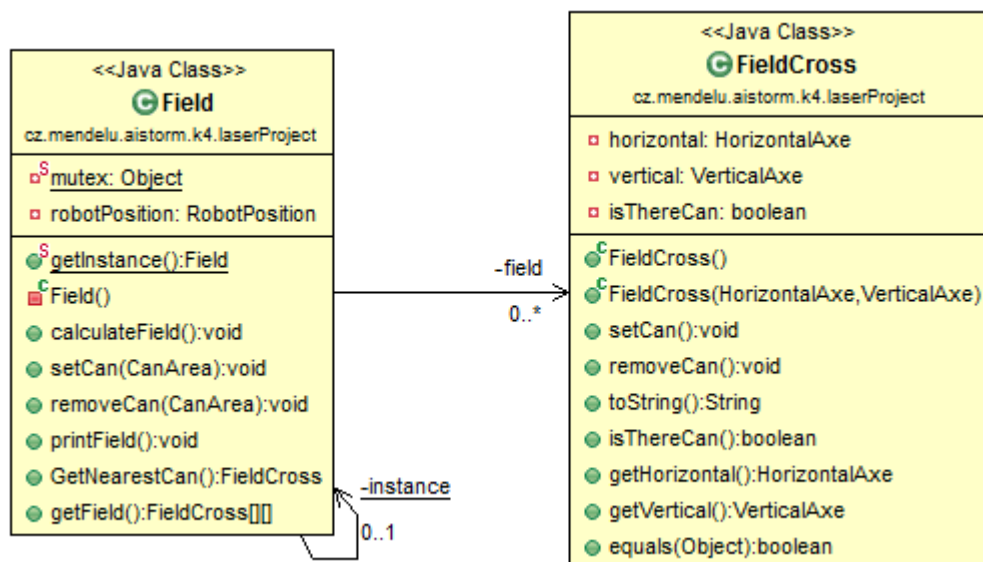 <<Java Class>>
Field
cz.mendelu.aistorm.k4.laserProject
mutex: Object
robotPosition: RobotPosition
getInstance():Field
Field()
calculateField():void
setCan(CanArea):void
removeCan(CanArea):void
printField():void
GetNearestCan():FieldCross
getField():FieldCross[][]
-instance
0..1
-field
0..*
<<Java Class>>
FieldCross
cz.mendelu.aistorm.k4.laserProject
horizontal: HorizontalAxe
vertical: VerticalAxe
isThereCan: boolean
FieldCross()
FieldCross(HorizontalAxe,VerticalAxe)
setCan():void
removeCan():void
toString():String
isThereCan():boolean
getHorizontal():HorizontalAxe
getVertical():VerticalAxe
equals(Object):boolean